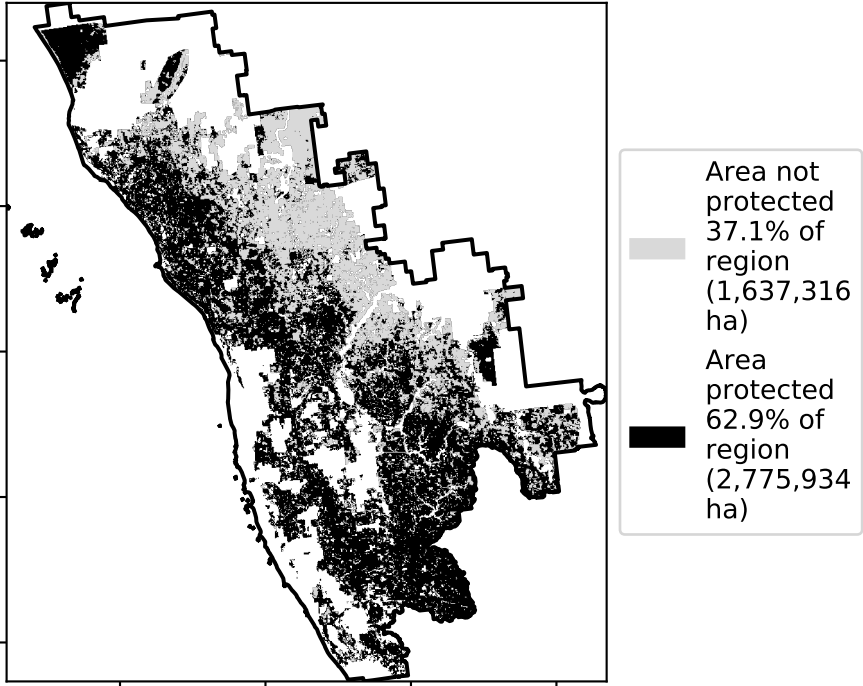 Area not
protected
37.1% of
region
(1,637,316
ha)
Area
protected
62.9% of
region
(2,775,934
ha)